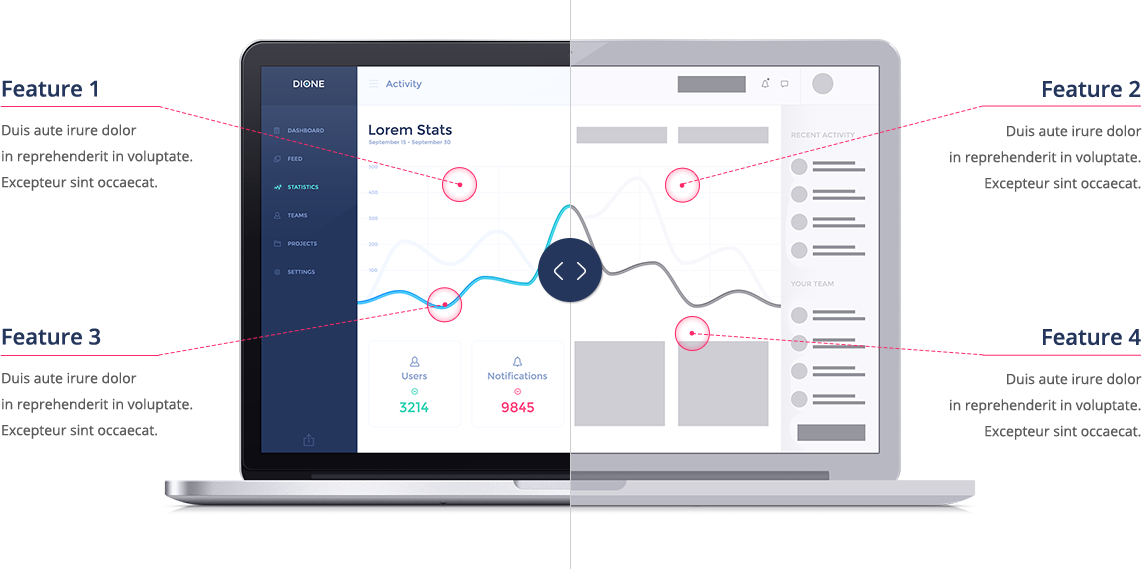 Feature 1
Duis aute irure dolor
in reprehenderit in voluptate.
Excepteur sint occaecat.
Feature 2
Duis aute irure dolor
in reprehenderit in voluptate.
Excepteur sint occaecat.
DIONE
Activity
DASHBOARD
FEED
STATISTICS
TEAMS
PROJECTS
SETTINGS
Lorem Stats
September 15 - September 30
500
400
300
200
100
RECENT ACTIVITY
YOUR TEAM
Users
3214
Notifications
9845
Feature 3
Duis aute irure dolor
in reprehenderit in voluptate.
Excepteur sint occaecat.
Feature 4
Duis aute irure dolor
in reprehenderit in voluptate.
Excepteur sint occaecat.